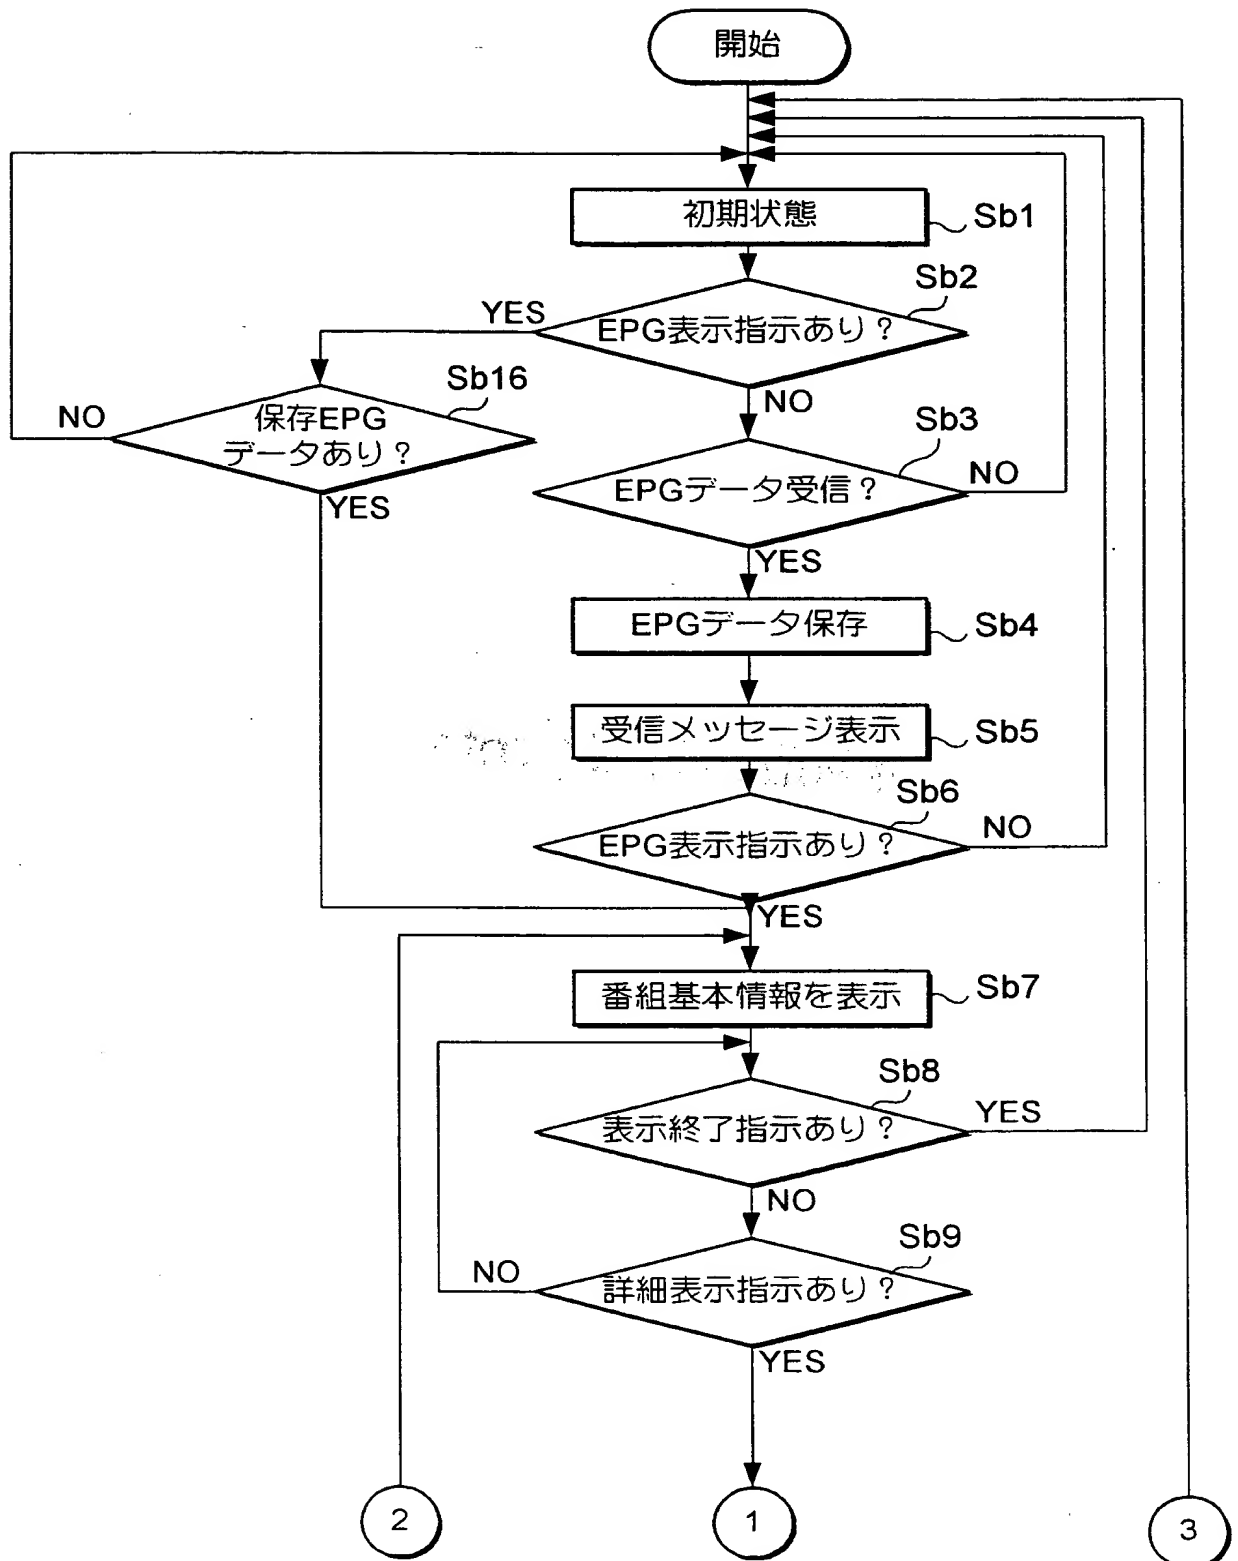 開始
初期状態
Sb1
Sb2
EPG表示指示あり？
YES
NO
Sb16
保存EPG
データあり？
NO
YES
Sb3
EPGデータ受信？
NO
YES
EPGデータ保存
Sb4
受信メッセージ表示
Sb5
Sb6
EPG表示指示あり？
NO
YES
番組基本情報を表示
Sb7
Sb8
表示終了指示あり？
YES
NO
Sb9
詳細表示指示あり？
NO
YES
2
1
3